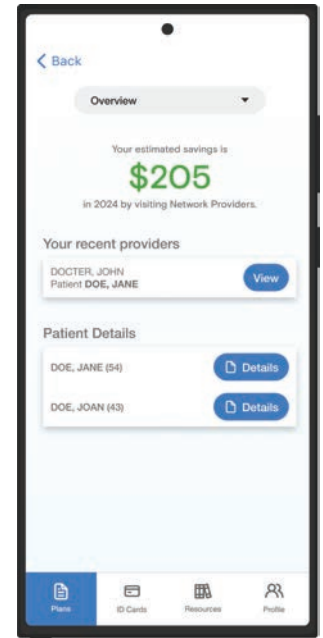 Back
Overview
Your estimated savings is
$205
in 2024 by visiting Network Providers.
Your recent providers
DOCTER, JOHN
Patient DOE, JANE
View
Patient Details
DOE, JANE (54)
Details
DOE, JOAN (43)
Details
Plans
ID Cards
Resources
Profile